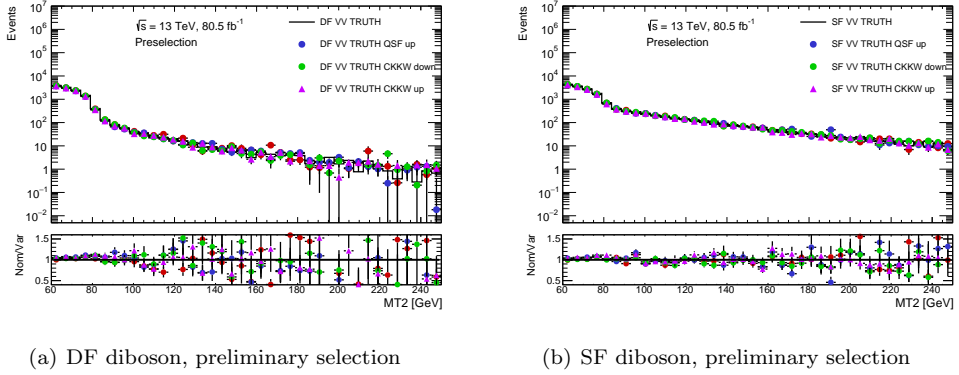 Events
10⁷
10⁶
10⁵
10⁴
10³
10²
10
1
10⁻¹
10⁻²
√s = 13 TeV, 80.5 fb⁻¹
Preselection
DF VV TRUTH
DF VV TRUTH QSF up
DF VV TRUTH CKKW down
DF VV TRUTH CKKW up
Nom/Var
1.5
1
0.5
60 80 100 120 140 160 180 200 220 240
MT2 [GeV]
(a) DF diboson, preliminary selection
Events
10⁷
10⁶
10⁵
10⁴
10³
10²
10
1
10⁻¹
10⁻²
√s = 13 TeV, 80.5 fb⁻¹
Preselection
SF VV TRUTH
SF VV TRUTH QSF up
SF VV TRUTH CKKW down
SF VV TRUTH CKKW up
Nom/Var
1.5
1
0.5
60 80 100 120 140 160 180 200 220 240
MT2 [GeV]
(b) SF diboson, preliminary selection